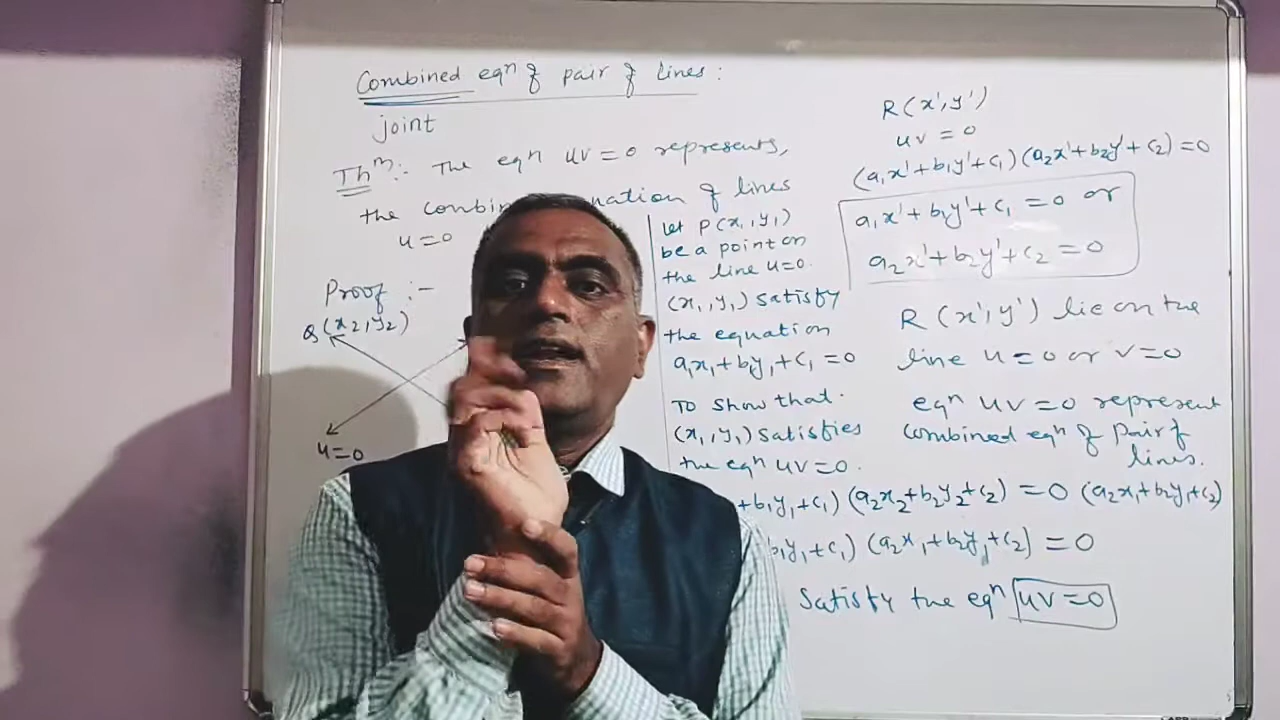 Combined eqⁿ of pair of lines :
joint
Thᵐ:- The eqⁿ uv = 0 represents,
the combin nation of lines
u = 0
Proof :-
Q(x₂, y₂)
u = 0
let P(x₁, y₁)
be a point on
the line u=0.
(x₁, y₁) satisfy
the equation
a₁x₁+b₁y₁+c₁=0
To show that.
(x₁, y₁) satisfies
the eqⁿ uv=0.
+b₁y₁+c₁) (a₂x₂+b₂y₂+c₂) = 0 (a₂x₁+b₂y₁+c₂)
b₁y₁+c₁) (a₂x₁+b₂y₁+c₂) = 0
Satisfy the eqⁿ uv=0
R(x', y')
uv = 0
(a₁x'+b₁y'+c₁)(a₂x'+b₂y'+c₂)=0
a₁x'+b₁y'+c₁ = 0 or
a₂x'+b₂y'+c₂ = 0
R (x', y') lie on the
line u = 0 or v = 0
eqⁿ uv = 0 represent
combined eqⁿ of pair of
lines.